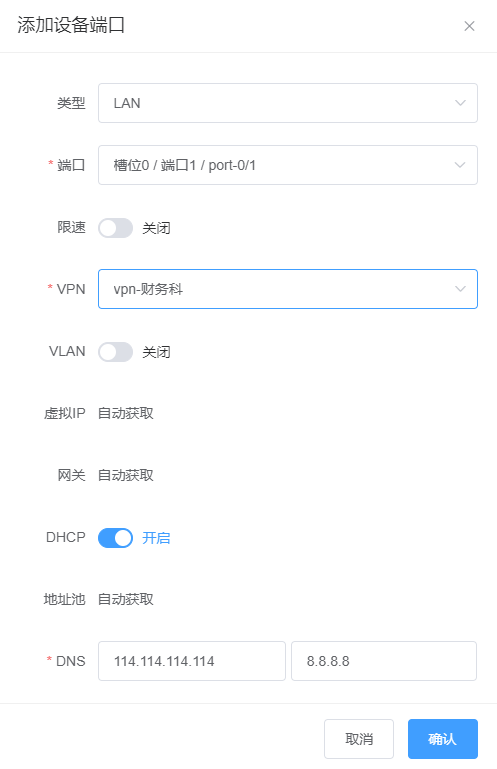 添加设备端口
类型 LAN
* 端口 槽位0 / 端口1 / port-0/1
限速 关闭
* VPN vpn-财务科
VLAN 关闭
虚拟IP 自动获取
网关 自动获取
DHCP 开启
地址池 自动获取
* DNS 114.114.114.114 8.8.8.8
取消 确认